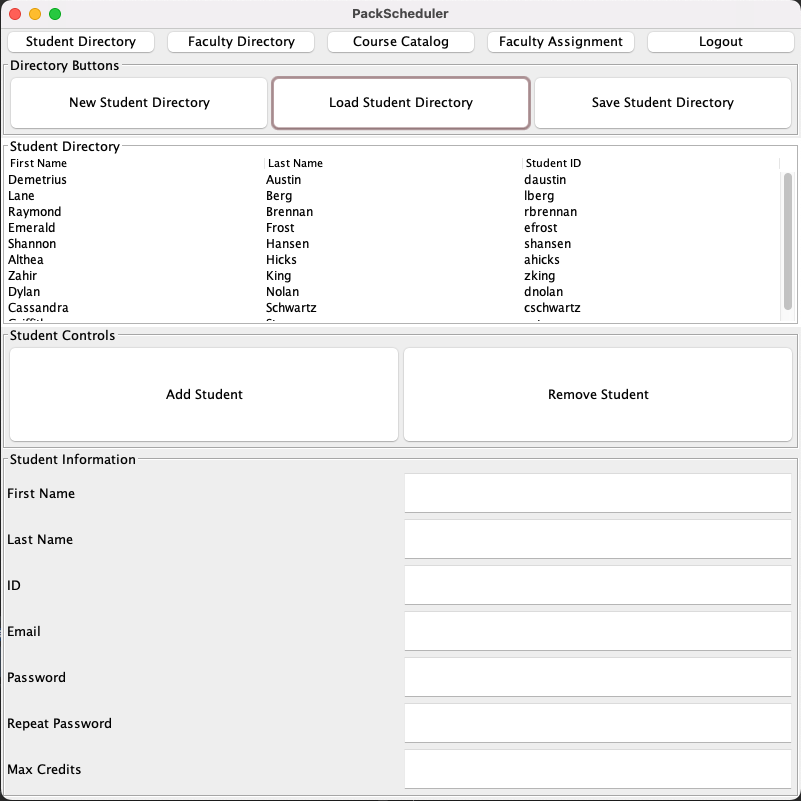 PackScheduler
Student Directory Faculty Directory Course Catalog Faculty Assignment Logout
Directory Buttons
New Student Directory Load Student Directory Save Student Directory
Student Directory
First Name Last Name Student ID
Demetrius Austin daustin
Lane Berg lberg
Raymond Brennan rbrennan
Emerald Frost efrost
Shannon Hansen shansen
Althea Hicks ahicks
Zahir King zking
Dylan Nolan dnolan
Cassandra Schwartz cschwartz
Student Controls
Add Student Remove Student
Student Information
First Name
Last Name
ID
Email
Password
Repeat Password
Max Credits